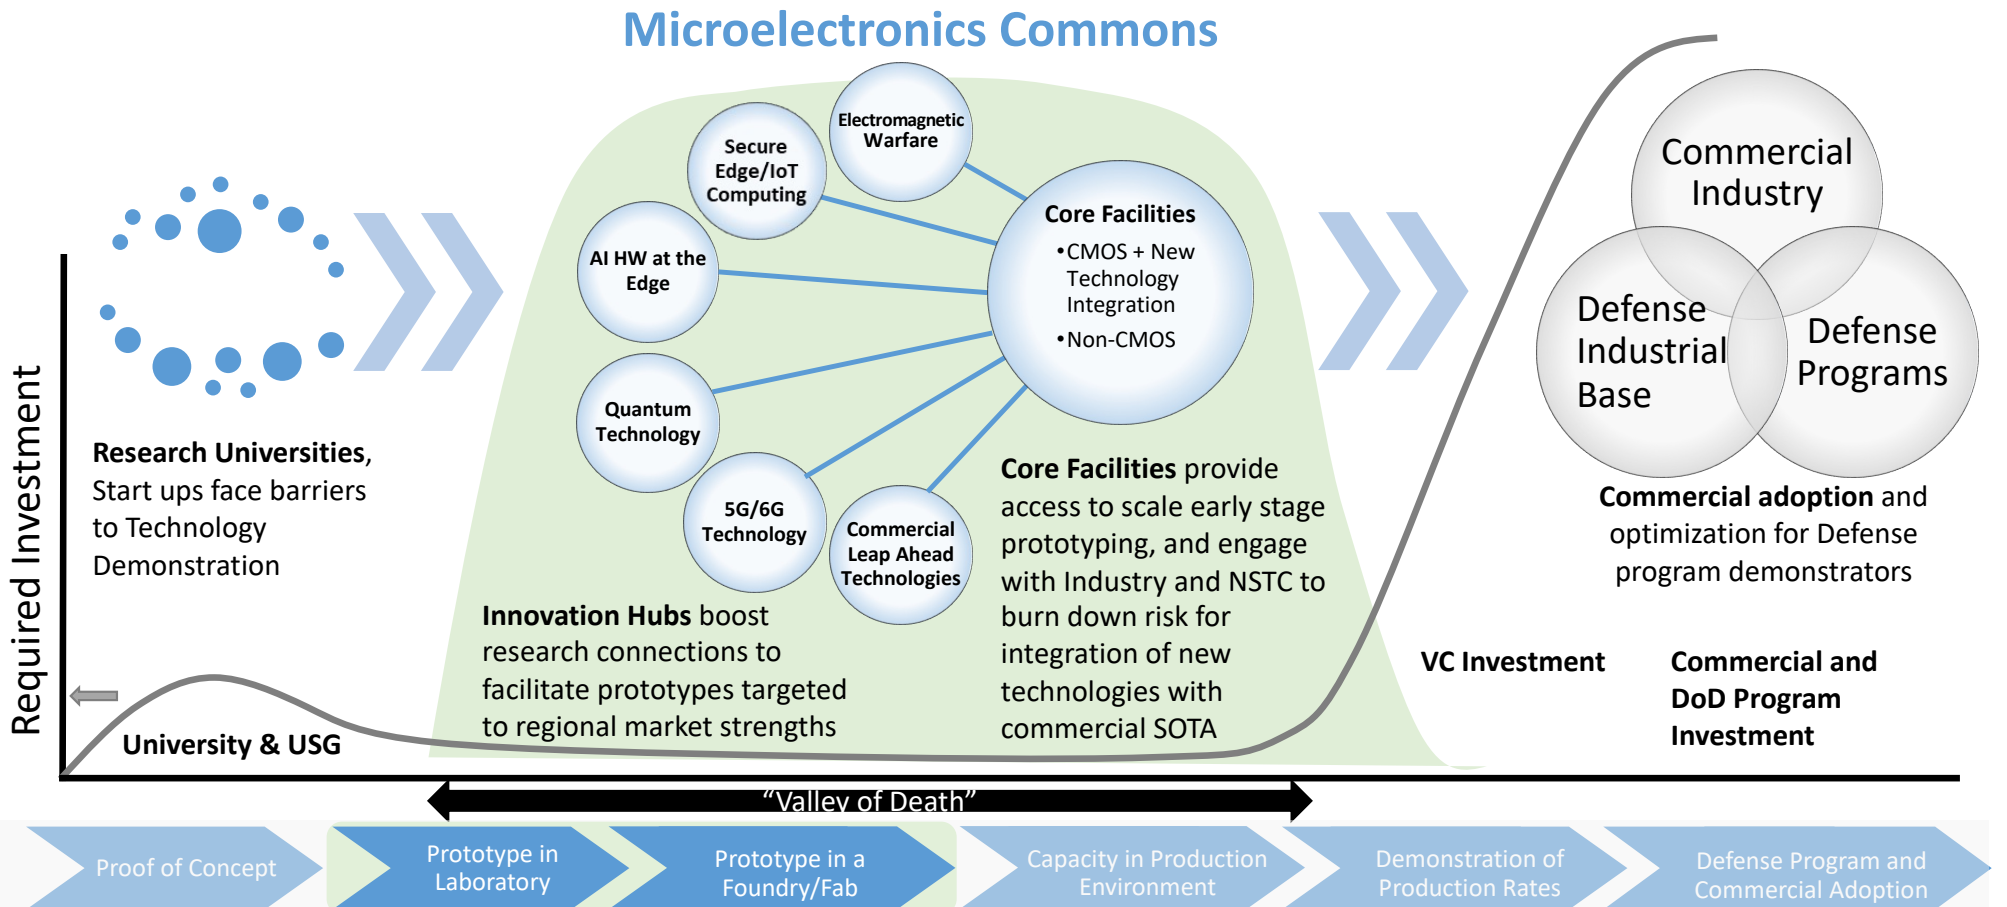 Microelectronics Commons
Required Investment
Research Universities,
Start ups face barriers
to Technology
Demonstration
University & USG
Electromagnetic
Warfare
Secure
Edge/IoT
Computing
AI HW at the
Edge
Quantum
Technology
5G/6G
Technology
Commercial
Leap Ahead
Technologies
Core Facilities
•CMOS + New
Technology
Integration
•Non-CMOS
Innovation Hubs boost
research connections to
facilitate prototypes targeted
to regional market strengths
Core Facilities provide
access to scale early stage
prototyping, and engage
with Industry and NSTC to
burn down risk for
integration of new
technologies with
commercial SOTA
Commercial
Industry
Defense
Industrial
Base
Defense
Programs
Commercial adoption and
optimization for Defense
program demonstrators
VC Investment
Commercial and
DoD Program
Investment
“Valley of Death”
Proof of Concept
Prototype in
Laboratory
Prototype in a
Foundry/Fab
Capacity in Production
Environment
Demonstration of
Production Rates
Defense Program and
Commercial Adoption